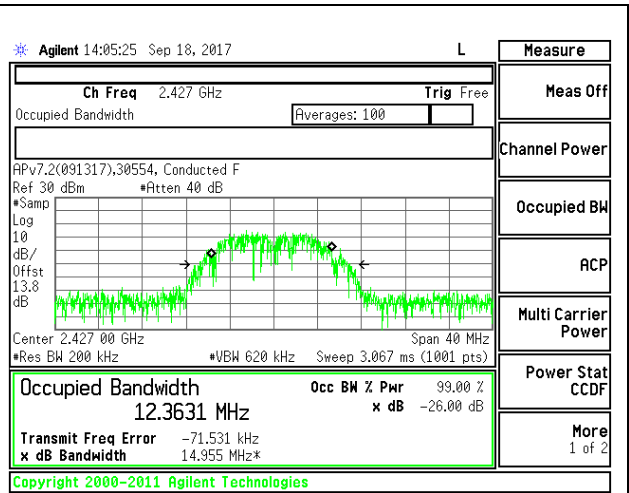 Agilent 14:05:25 Sep 18, 2017 L
Measure
Ch Freq 2.427 GHz Trig Free
Occupied Bandwidth Averages: 100
Meas Off
Channel Power
Occupied BW
ACP
Multi Carrier
Power
Power Stat
CCDF
More
1 of 2
APv7.2(091317),30554, Conducted F
Ref 30 dBm #Atten 40 dB
#Samp
Log
10
dB/
Offst
13.8
dB
Center 2.427 00 GHz Span 40 MHz
#Res BW 200 kHz #VBW 620 kHz Sweep 3.067 ms (1001 pts)
Occupied Bandwidth Occ BW % Pwr 99.00 %
12.3631 MHz x dB -26.00 dB
Transmit Freq Error -71.531 kHz
x dB Bandwidth 14.955 MHz*
Copyright 2000-2011 Agilent Technologies